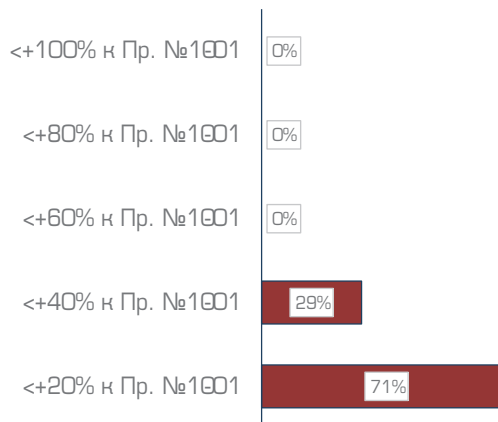 <+100% к Пр. №1001 0%
<+80% к Пр. №1001 0%
<+60% к Пр. №1001 0%
<+40% к Пр. №1001 29%
<+20% к Пр. №1001 71%